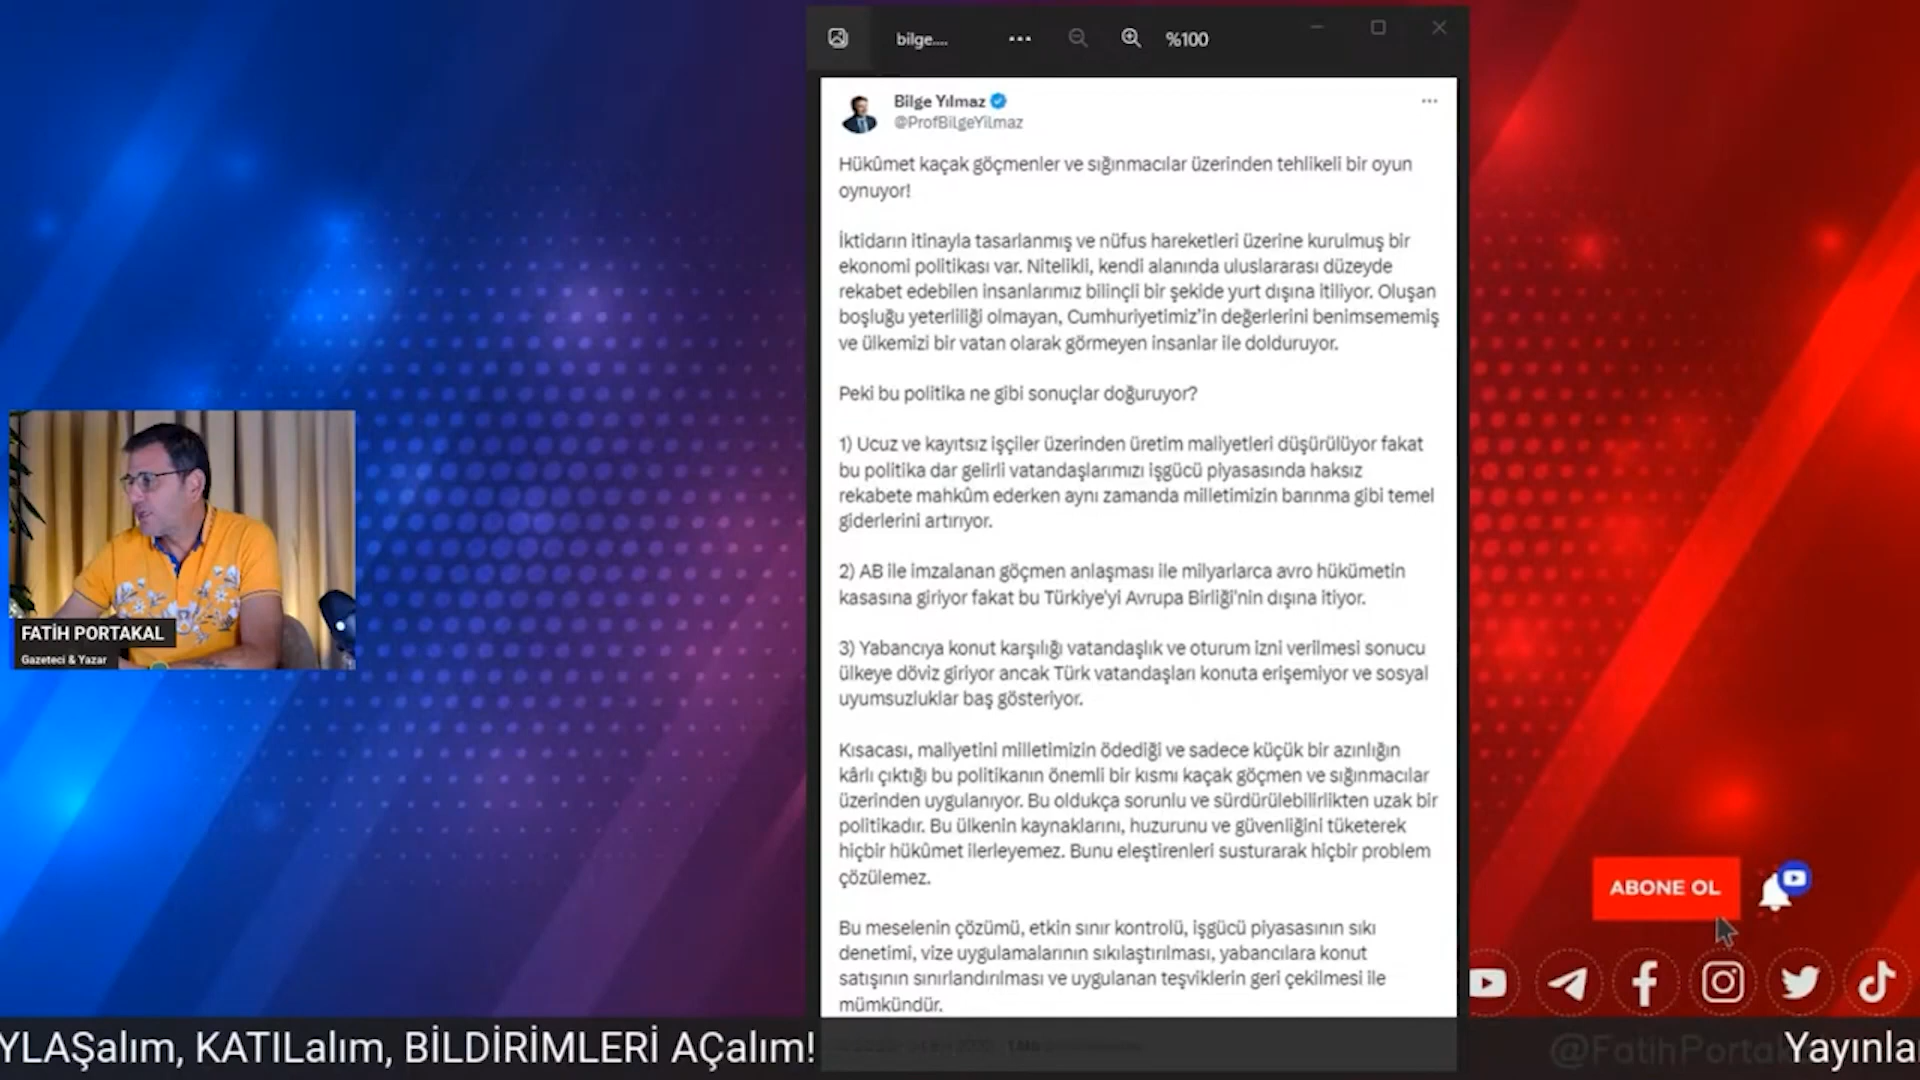 bilge....
%100
Bilge Yılmaz
@ProfBilgeYilmaz
Hükûmet kaçak göçmenler ve sığınmacılar üzerinden tehlikeli bir oyun
oynuyor!
İktidarın itinayla tasarlanmış ve nüfus hareketleri üzerine kurulmuş bir
ekonomi politikası var. Nitelikli, kendi alanında uluslararası düzeyde
rekabet edebilen insanlarımız bilinçli bir şekide yurt dışına itiliyor. Oluşan
boşluğu yeterliliği olmayan, Cumhuriyetimiz'in değerlerini benimsememiş
ve ülkemizi bir vatan olarak görmeyen insanlar ile dolduruyor.
Peki bu politika ne gibi sonuçlar doğuruyor?
1) Ucuz ve kayıtsız işçiler üzerinden üretim maliyetleri düşürülüyor fakat
bu politika dar gelirli vatandaşlarımızı işgücü piyasasında haksız
rekabete mahkûm ederken aynı zamanda milletimizin barınma gibi temel
giderlerini artırıyor.
2) AB ile imzalanan göçmen anlaşması ile milyarlarca avro hükümetin
kasasına giriyor fakat bu Türkiye'yi Avrupa Birliği'nin dışına itiyor.
3) Yabancıya konut karşılığı vatandaşlık ve oturum izni verilmesi sonucu
ülkeye döviz giriyor ancak Türk vatandaşları konuta erişemiyor ve sosyal
uyumsuzluklar baş gösteriyor.
Kısacası, maliyetini milletimizin ödediği ve sadece küçük bir azınlığın
kârlı çıktığı bu politikanın önemli bir kısmı kaçak göçmen ve sığınmacılar
üzerinden uygulanıyor. Bu oldukça sorunlu ve sürdürülebilirlikten uzak bir
politikadır. Bu ülkenin kaynaklarını, huzurunu ve güvenliğini tüketerek
hiçbir hükûmet ilerleyemez. Bunu eleştirenleri susturarak hiçbir problem
çözülemez.
Bu meselenin çözümü, etkin sınır kontrolü, işgücü piyasasının sıkı
denetimi, vize uygulamalarının sıkılaştırılması, yabancılara konut
satışının sınırlandırılması ve uygulanan teşviklerin geri çekilmesi ile
mümkündür.
FATİH PORTAKAL
Gazeteci & Yazar
ABONE OL
YLAŞalım, KATILalım, BİLDİRİMLERİ AÇalım!
@FatihPortak
Yayınlar